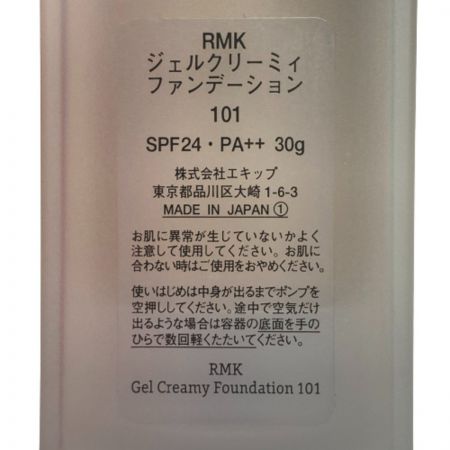 RMK
ジェルクリーミィ
ファンデーション
101
SPF24・PA++ 30g
株式会社エキップ
東京都品川区大崎1-6-3
MADE IN JAPAN ①
お肌に異常が生じていないかよく
注意して使用してください。お肌に
合わない時はご使用をおやめください。
使いはじめは中身が出るまでポンプを
空押ししてください。途中で空気だけ
出るような場合は容器の底面を手の
ひらで数回軽くたたいてください。
RMK
Gel Creamy Foundation 101